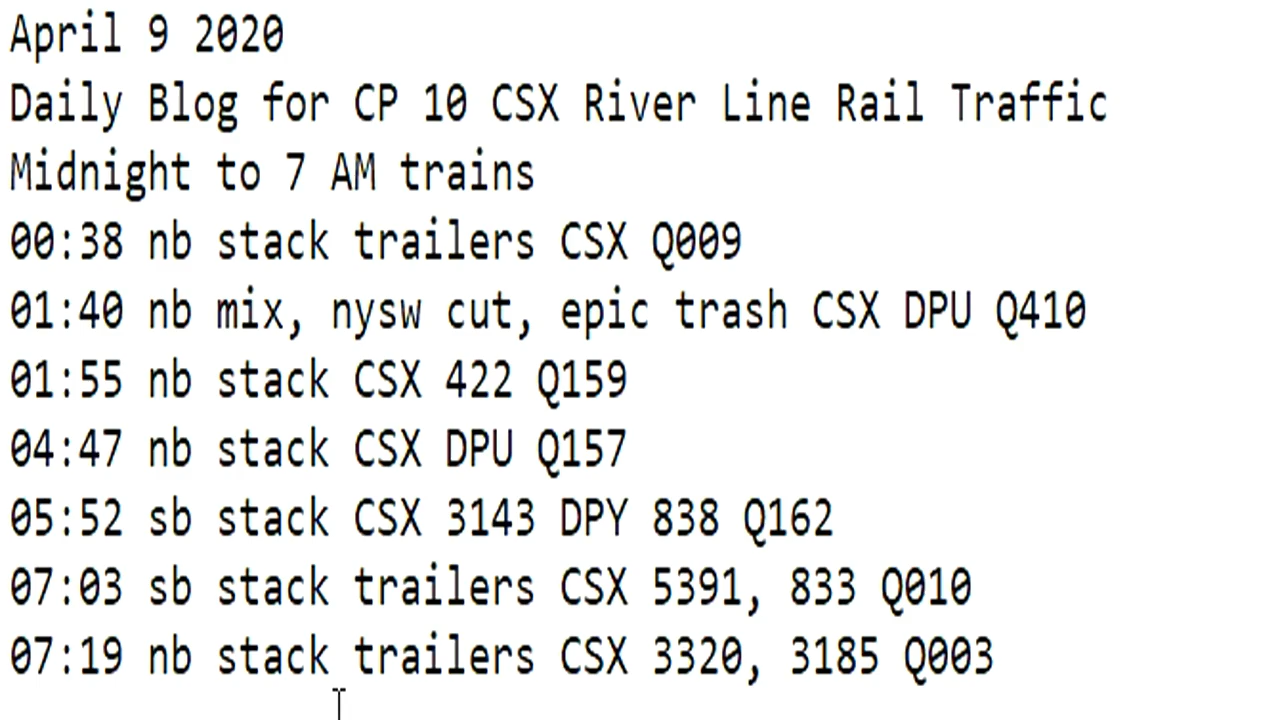 April 9 2020
Daily Blog for CP 10 CSX River Line Rail Traffic
Midnight to 7 AM trains
00:38 nb stack trailers CSX Q009
01:40 nb mix, nysw cut, epic trash CSX DPU Q410
01:55 nb stack CSX 422 Q159
04:47 nb stack CSX DPU Q157
05:52 sb stack CSX 3143 DPY 838 Q162
07:03 sb stack trailers CSX 5391, 833 Q010
07:19 nb stack trailers CSX 3320, 3185 Q003